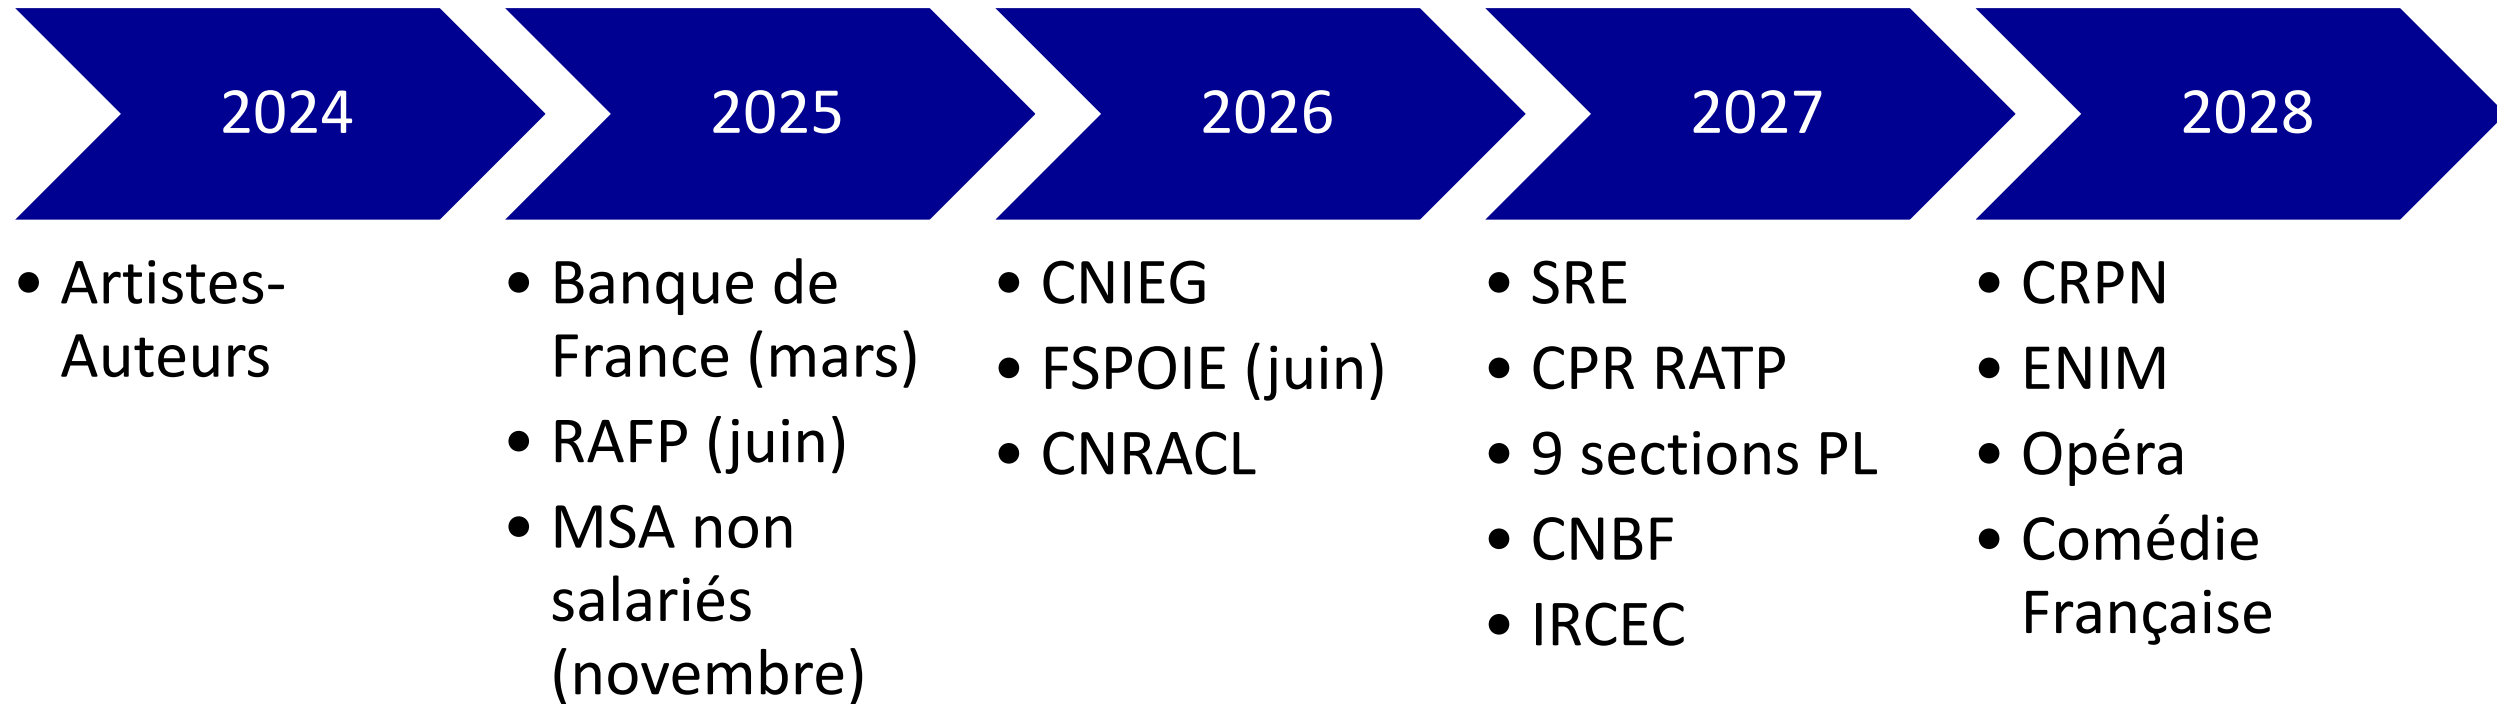 2024
2025
2026
2027
2028
• Artistes-
Auteurs
• Banque de
France (mars)
• RAFP (juin)
• MSA non
salariés
(novembre)
• CNIEG
• FSPOIE (juin)
• CNRACL
• SRE
• CPR RATP
• 9 sections PL
• CNBF
• IRCEC
• CRPN
• ENIM
• Opéra
• Comédie
Française